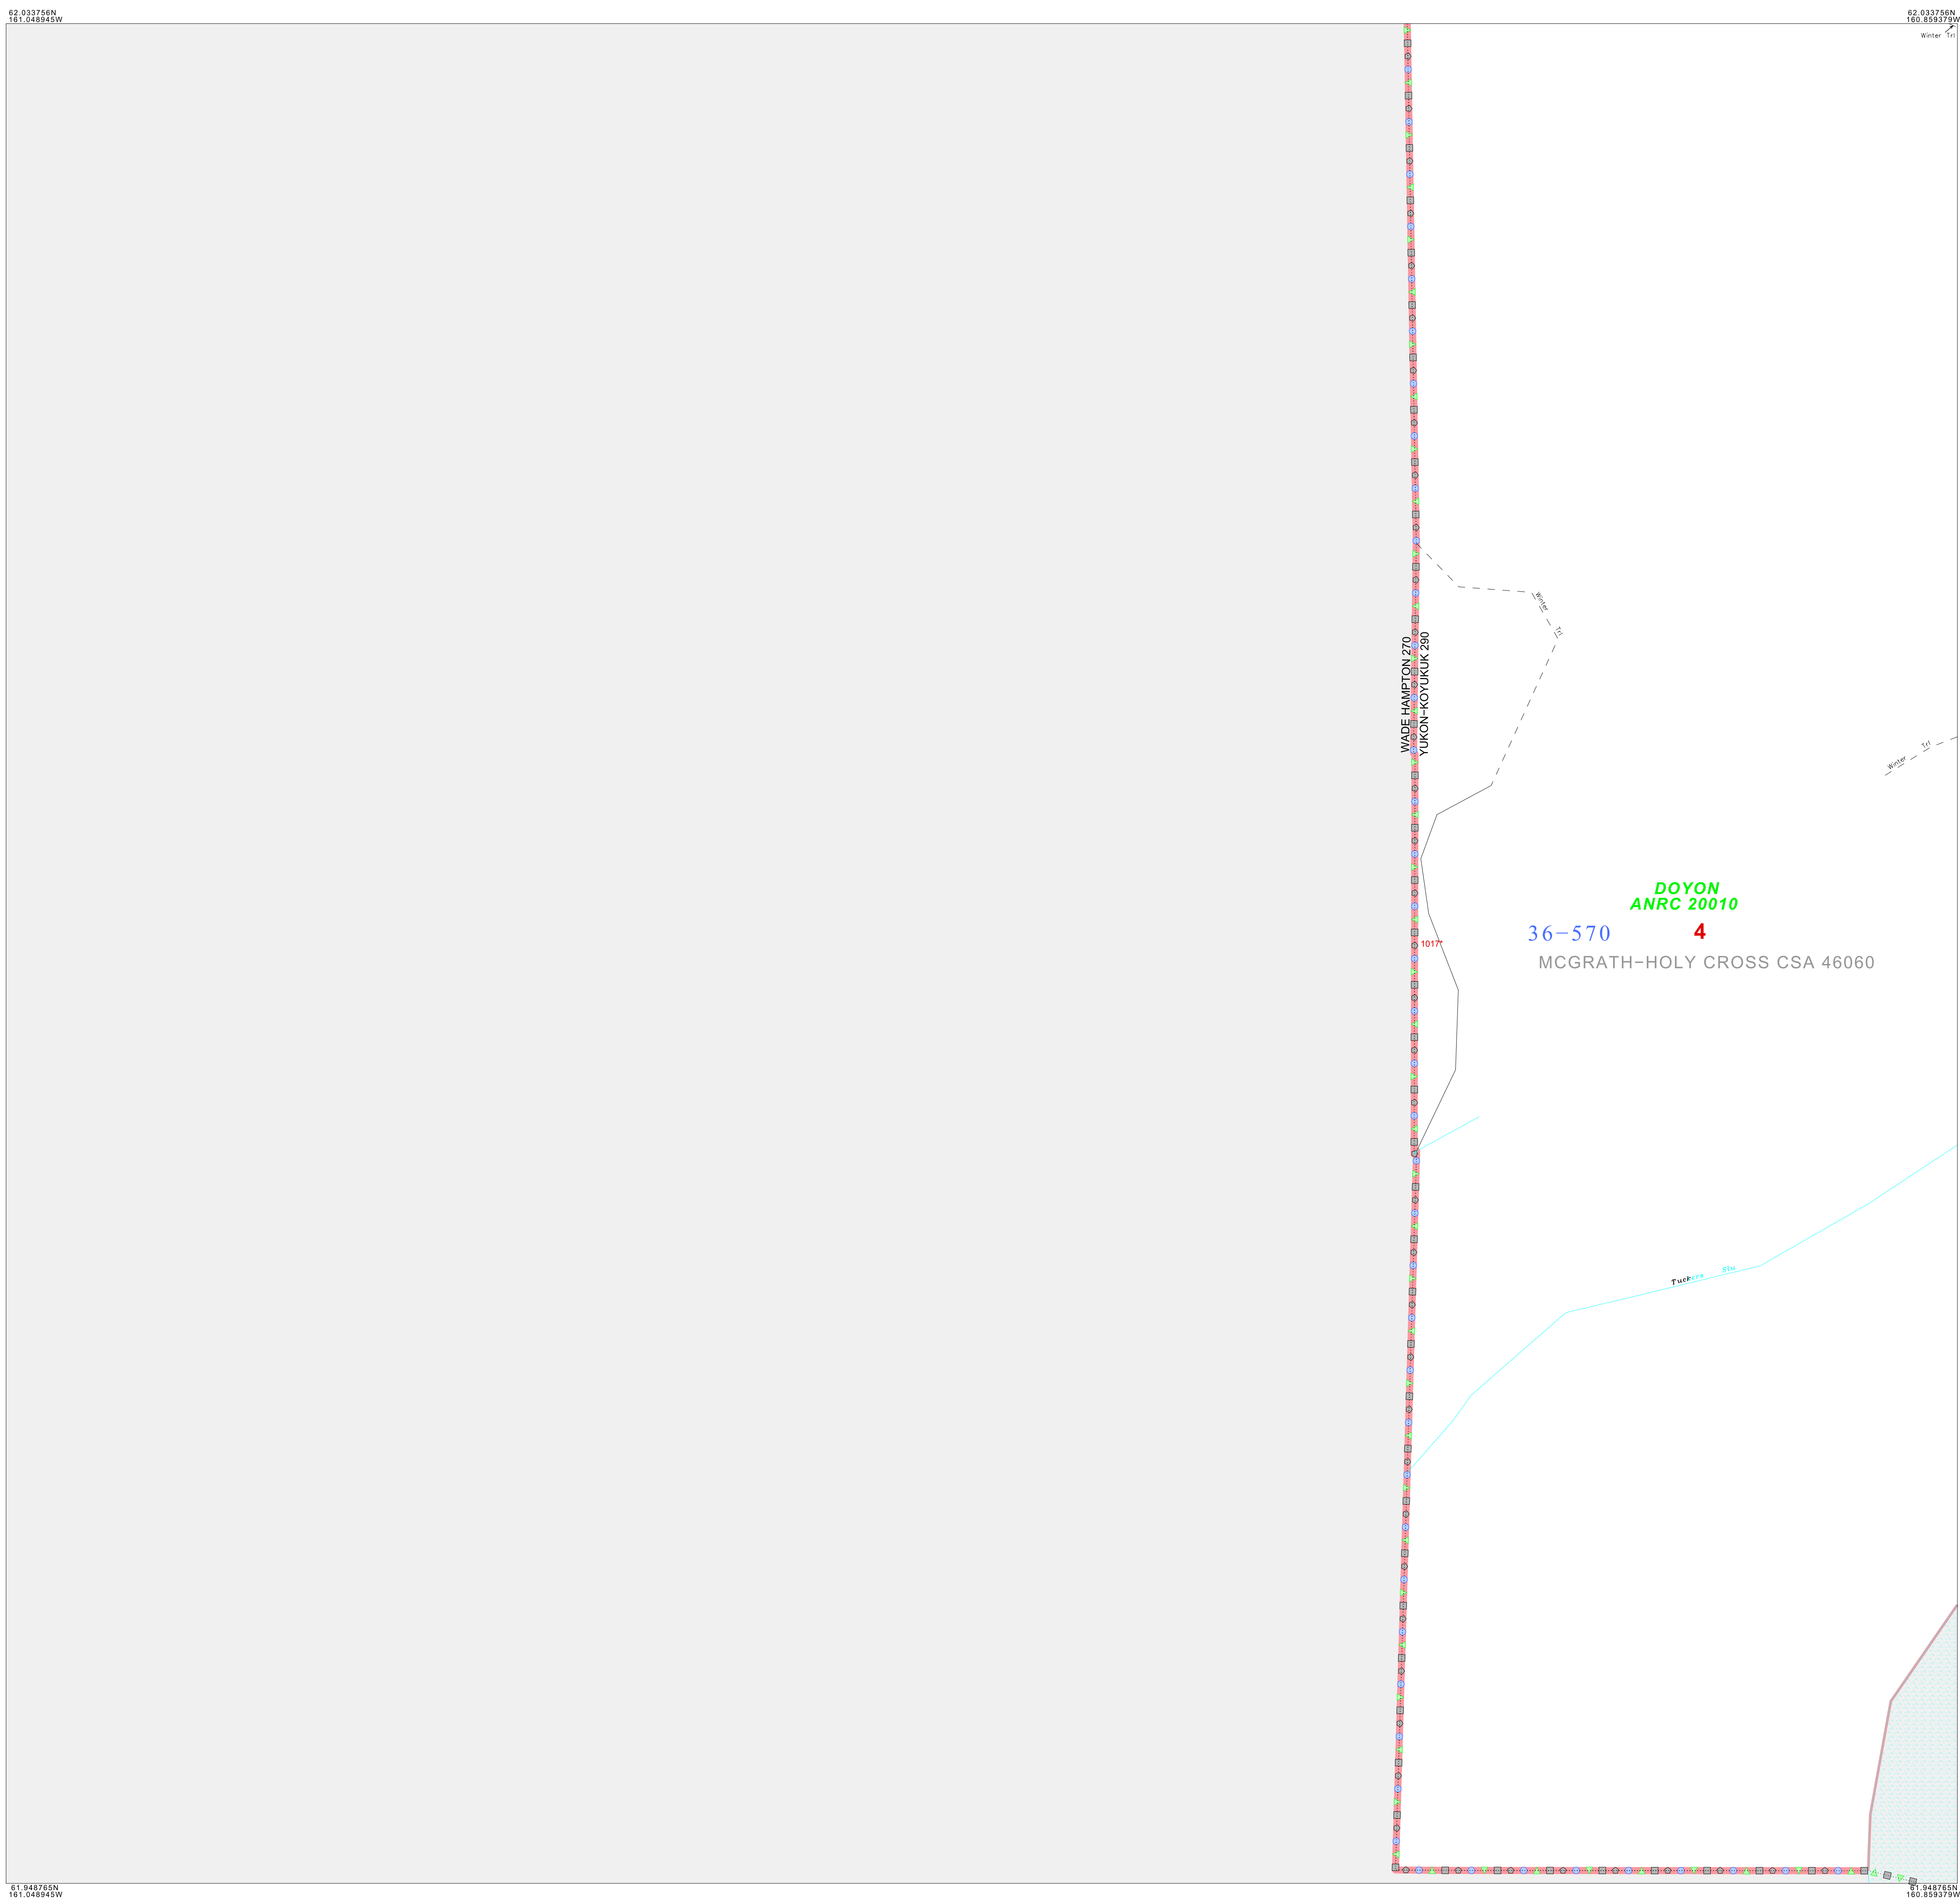 62.033756N
161.048945W
62.033756N
160.859379W
Winter Trl
Winter Trl
WADE HAMPTON 270
YUKON-KOYUKUK 290
Winter Trl
DOYON
ANRC 20010
36-570
4
1017*
MCGRATH-HOLY CROSS CSA 46060
Tuckers Slu
61.948765N
161.048945W
61.948765N
160.859379W